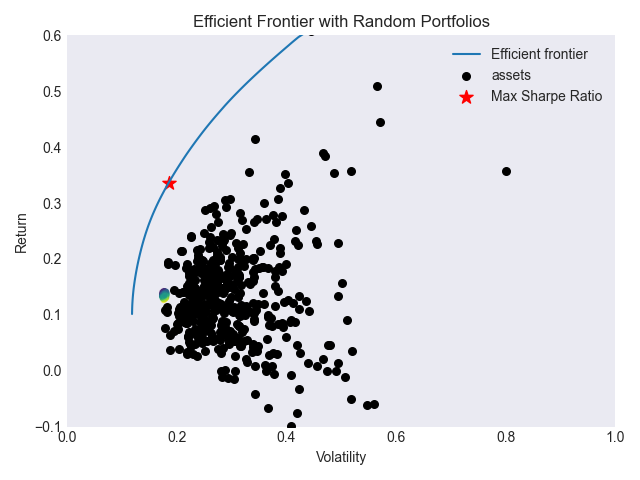 Efficient Frontier with Random Portfolios
Efficient frontier
assets
Max Sharpe Ratio
0.6
0.5
0.4
0.3
0.2
0.1
0.0
−0.1
Return
0.0
0.2
0.4
0.6
0.8
1.0
Volatility